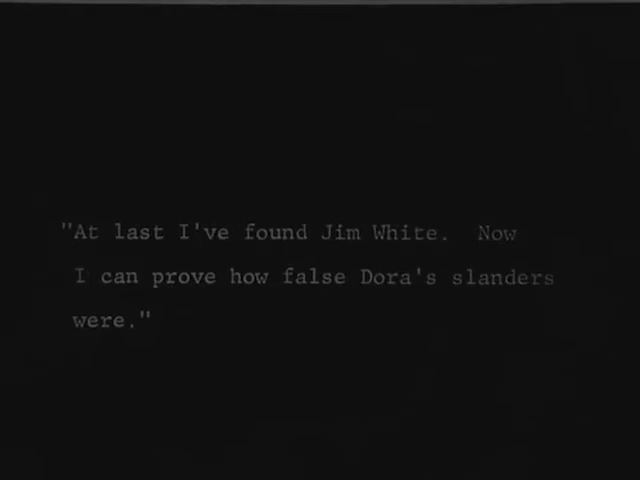 "At last I've found Jim White. Now
I can prove how false Dora's slanders
were."